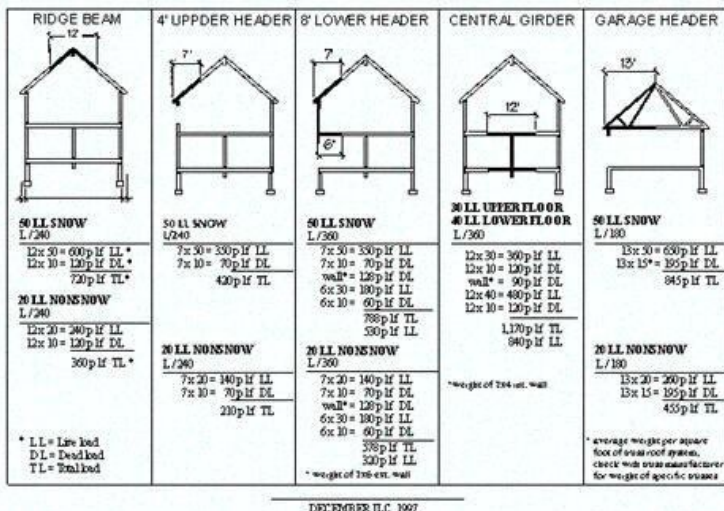 RIDGE BEAM
12'
50 LL SNOW
L/240
12x 50 = 600plf LL *
12x 10 = 120plf DL *
720plf TL *
20 LL NONSNOW
L/240
12x 20 = 240plf LL
12x 10 = 120plf DL
360plf TL *
* LL = Live load
DL = Dead load
TL = Total load
4' UPPDER HEADER
7'
50 LL SNOW
L/240
7x 50 = 350plf LL
7x 10 = 70plf DL
420plf TL
20 LL NONSNOW
L/240
7x 20 = 140plf LL
7x 10 = 70plf DL
210plf TL
8' LOWER HEADER
7'
6'
50 LL SNOW
L/360
7x 50 = 350plf LL
7x 10 = 70plf DL
wall* = 128plf DL
6x 30 = 180plf LL
6x 10 = 60plf DL
788plf TL
530plf LL
20 LL NONSNOW
L/360
7x 20 = 140plf LL
7x 10 = 70plf DL
wall* = 128plf DL
6x 30 = 180plf LL
6x 10 = 60plf DL
578plf TL
320plf LL
* weight of 2x6 ext. wall
CENTRAL GIRDER
12'
30 LL UPPER FLOOR
40 LL LOWER FLOOR
L/360
12x 30 = 360plf LL
12x 10 = 120plf DL
wall* = 90plf DL
12x 40 = 480plf LL
12x 10 = 120plf DL
1,170plf TL
840plf LL
*weight of 2x4 int. wall
GARAGE HEADER
13'
50 LL SNOW
L/180
13x 50 = 650plf LL
13x 15* = 195plf DL
845plf TL
20 LL NONSNOW
L/180
13x 20 = 260plf LL
13x 15 = 195plf DL
455plf TL
* average weight per square
foot of truss roof system,
check with truss manufacturer
for weight of specific trusses
DECEMBER JLC 1997